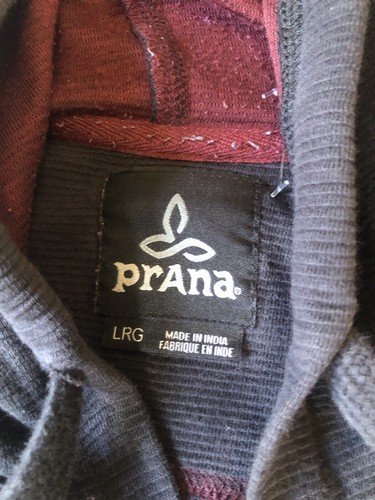 prAna®
LRG
MADE IN INDIA
FABRIQUE EN INDE